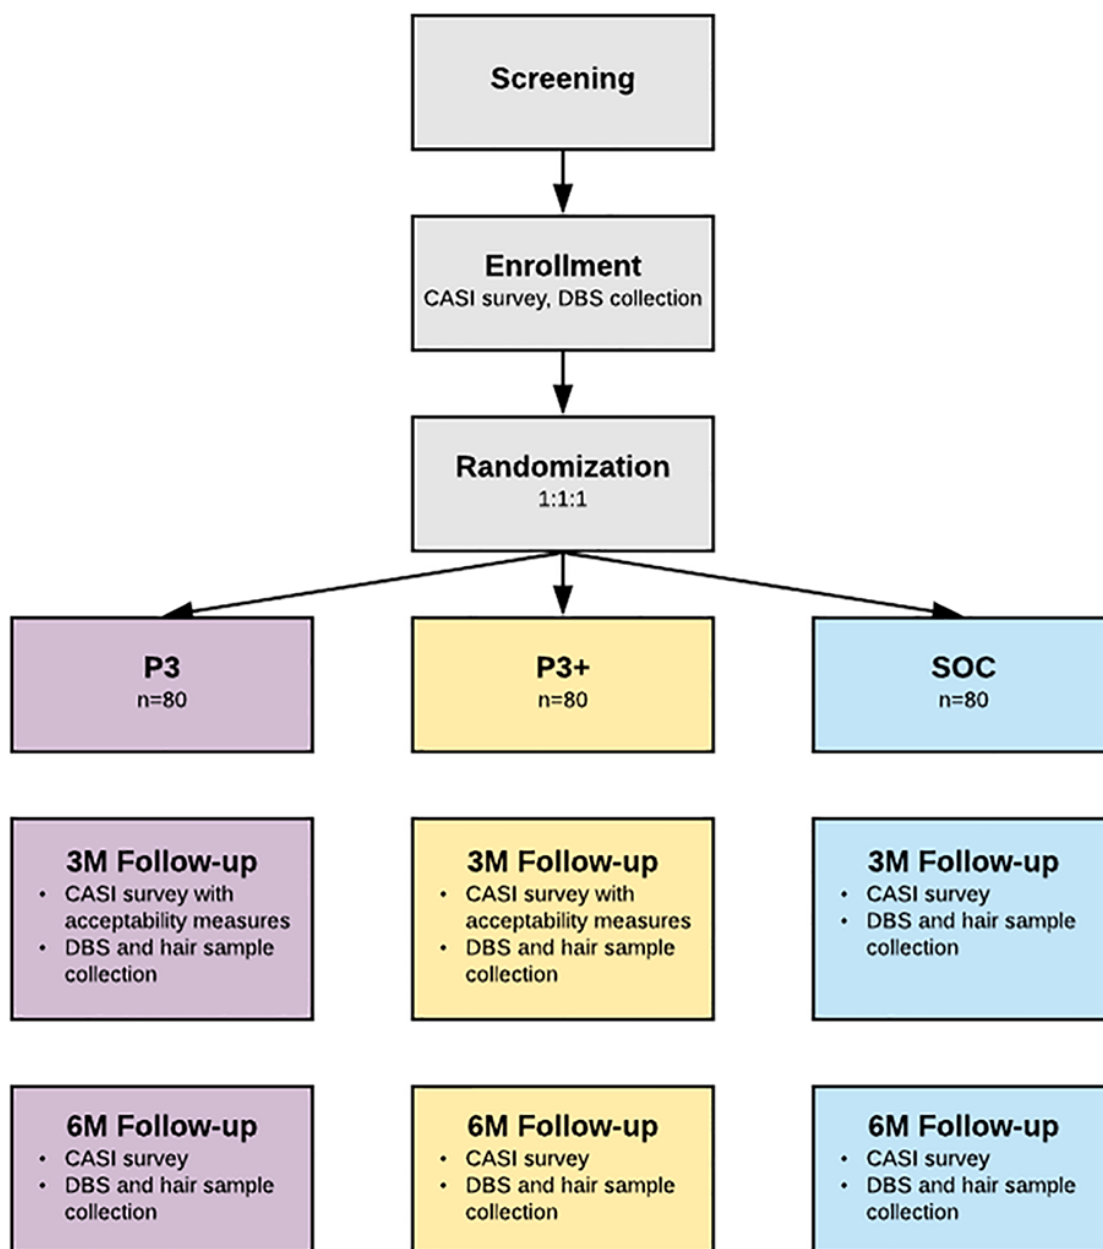 Screening
Enrollment
CASI survey, DBS collection
Randomization
1:1:1
P3
n=80
P3+
n=80
SOC
n=80
3M Follow-up
• CASI survey with
acceptability measures
• DBS and hair sample
collection
3M Follow-up
• CASI survey with
acceptability measures
• DBS and hair sample
collection
3M Follow-up
• CASI survey
• DBS and hair sample
collection
6M Follow-up
• CASI survey
• DBS and hair sample
collection
6M Follow-up
• CASI survey
• DBS and hair sample
collection
6M Follow-up
• CASI survey
• DBS and hair sample
collection